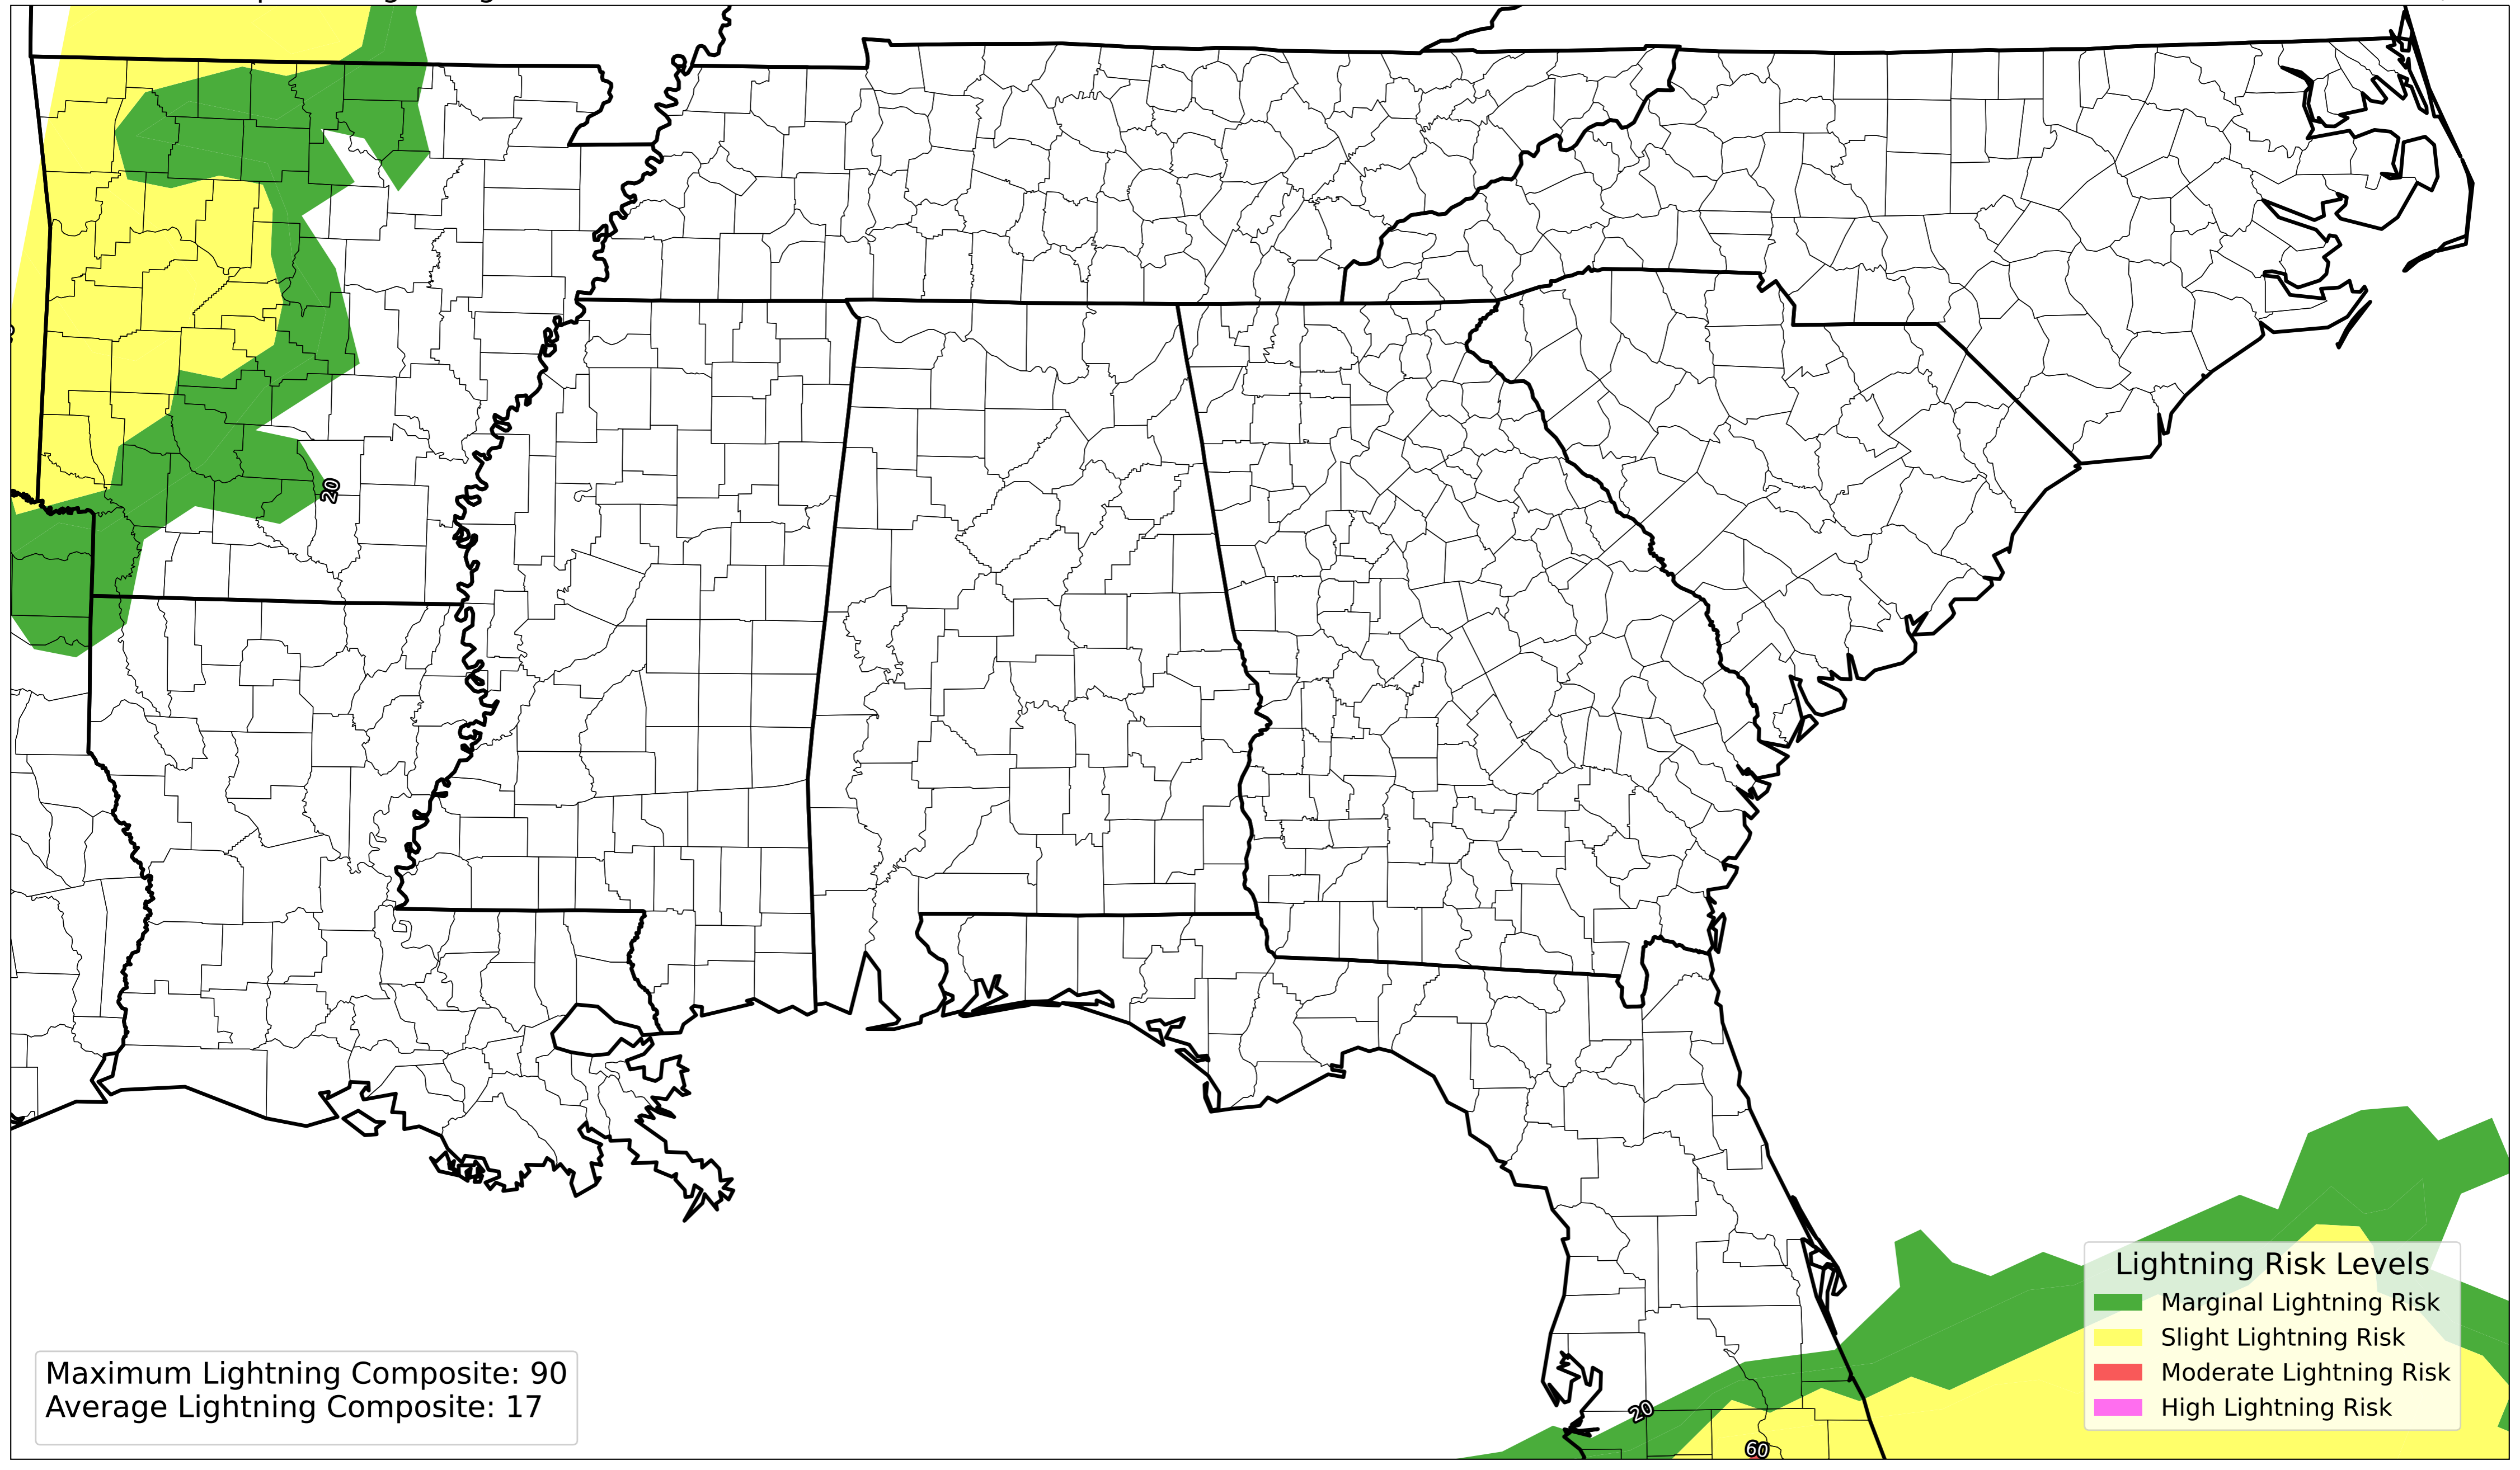 20
20
60
Lightning Risk Levels
Marginal Lightning Risk
Slight Lightning Risk
Moderate Lightning Risk
High Lightning Risk
Maximum Lightning Composite: 90
Average Lightning Composite: 17